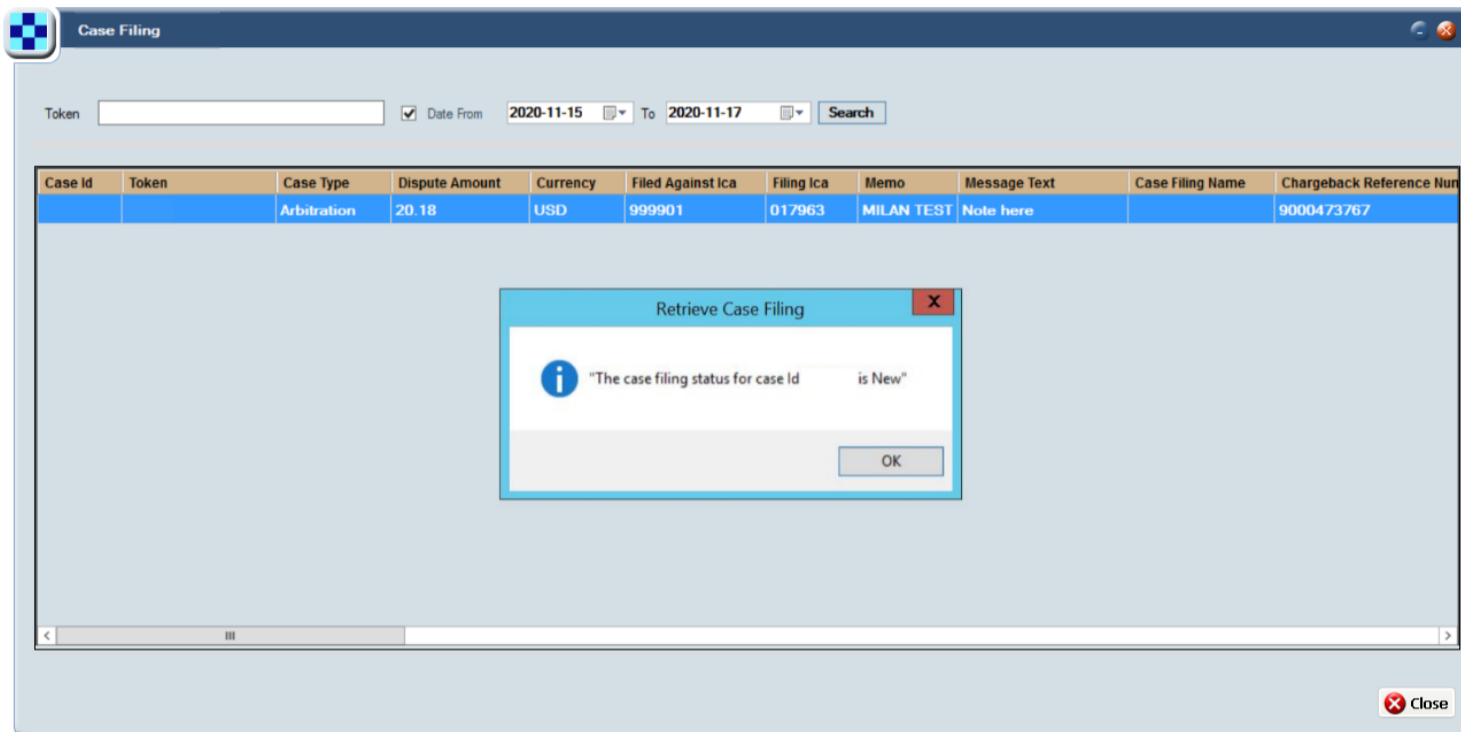 Case Filing
Token Date From 2020-11-15 To 2020-11-17 Search
Case Id Token Case Type Dispute Amount Currency Filed Against Ica Filing Ica Memo Message Text Case Filing Name Chargeback Reference Num
Arbitration 20.18 USD 999901 017963 MILAN TEST Note here 9000473767
Retrieve Case Filing X
"The case filing status for case Id is New"
OK
Close